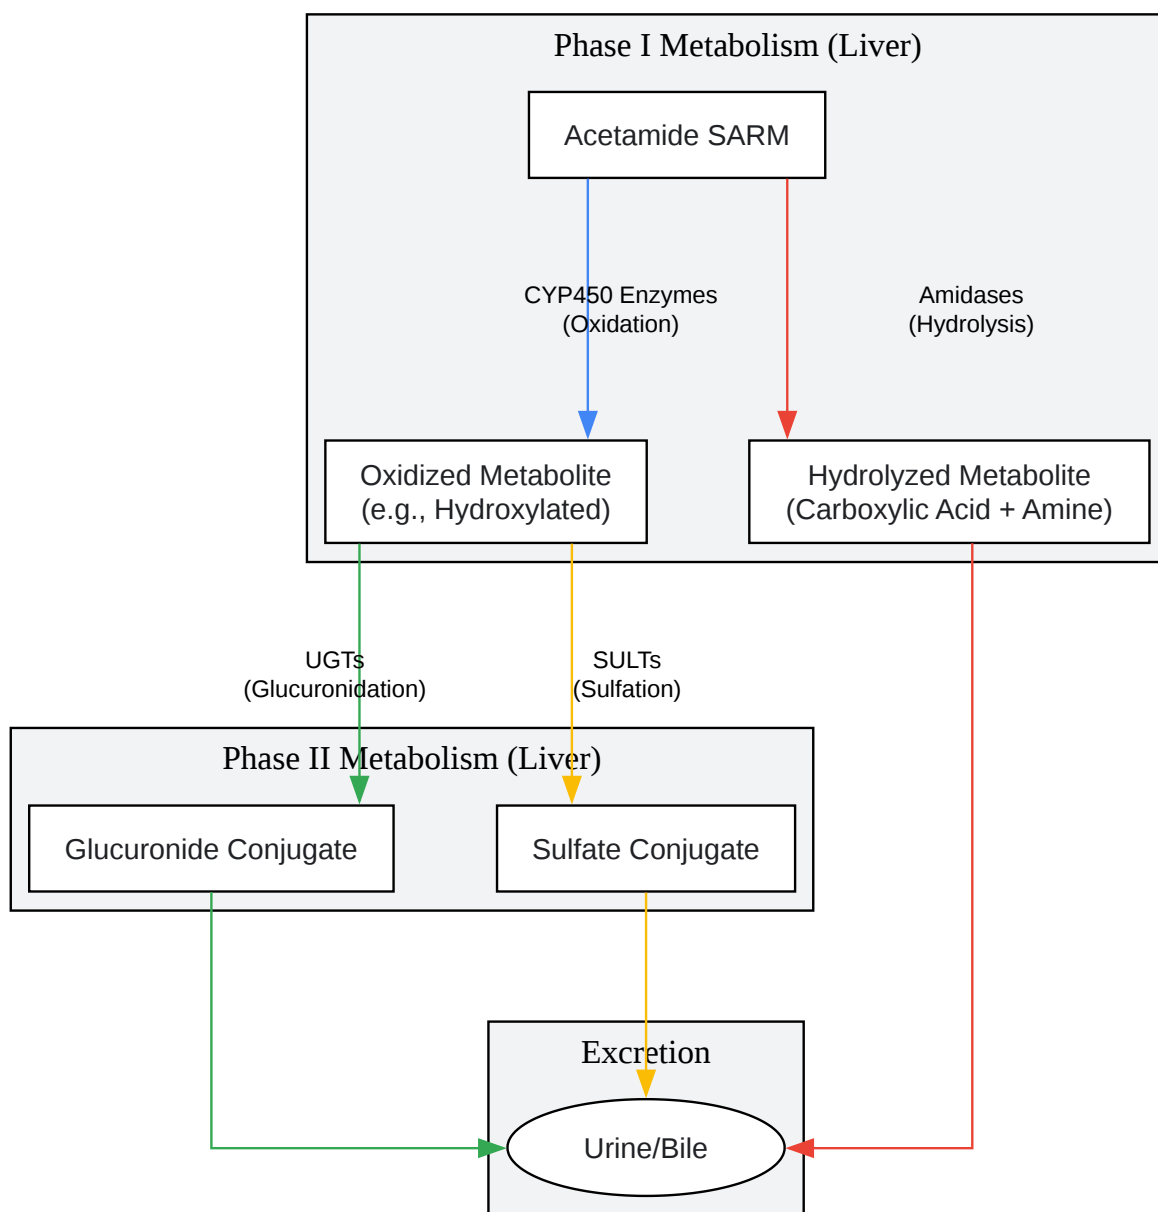 Phase I Metabolism (Liver)
Acetamide SARM
CYP450 Enzymes
(Oxidation)
Amidases
(Hydrolysis)
Oxidized Metabolite
(e.g., Hydroxylated)
Hydrolyzed Metabolite
(Carboxylic Acid + Amine)
UGTs
(Glucuronidation)
SULTs
(Sulfation)
Phase II Metabolism (Liver)
Glucuronide Conjugate
Sulfate Conjugate
Excretion
Urine/Bile